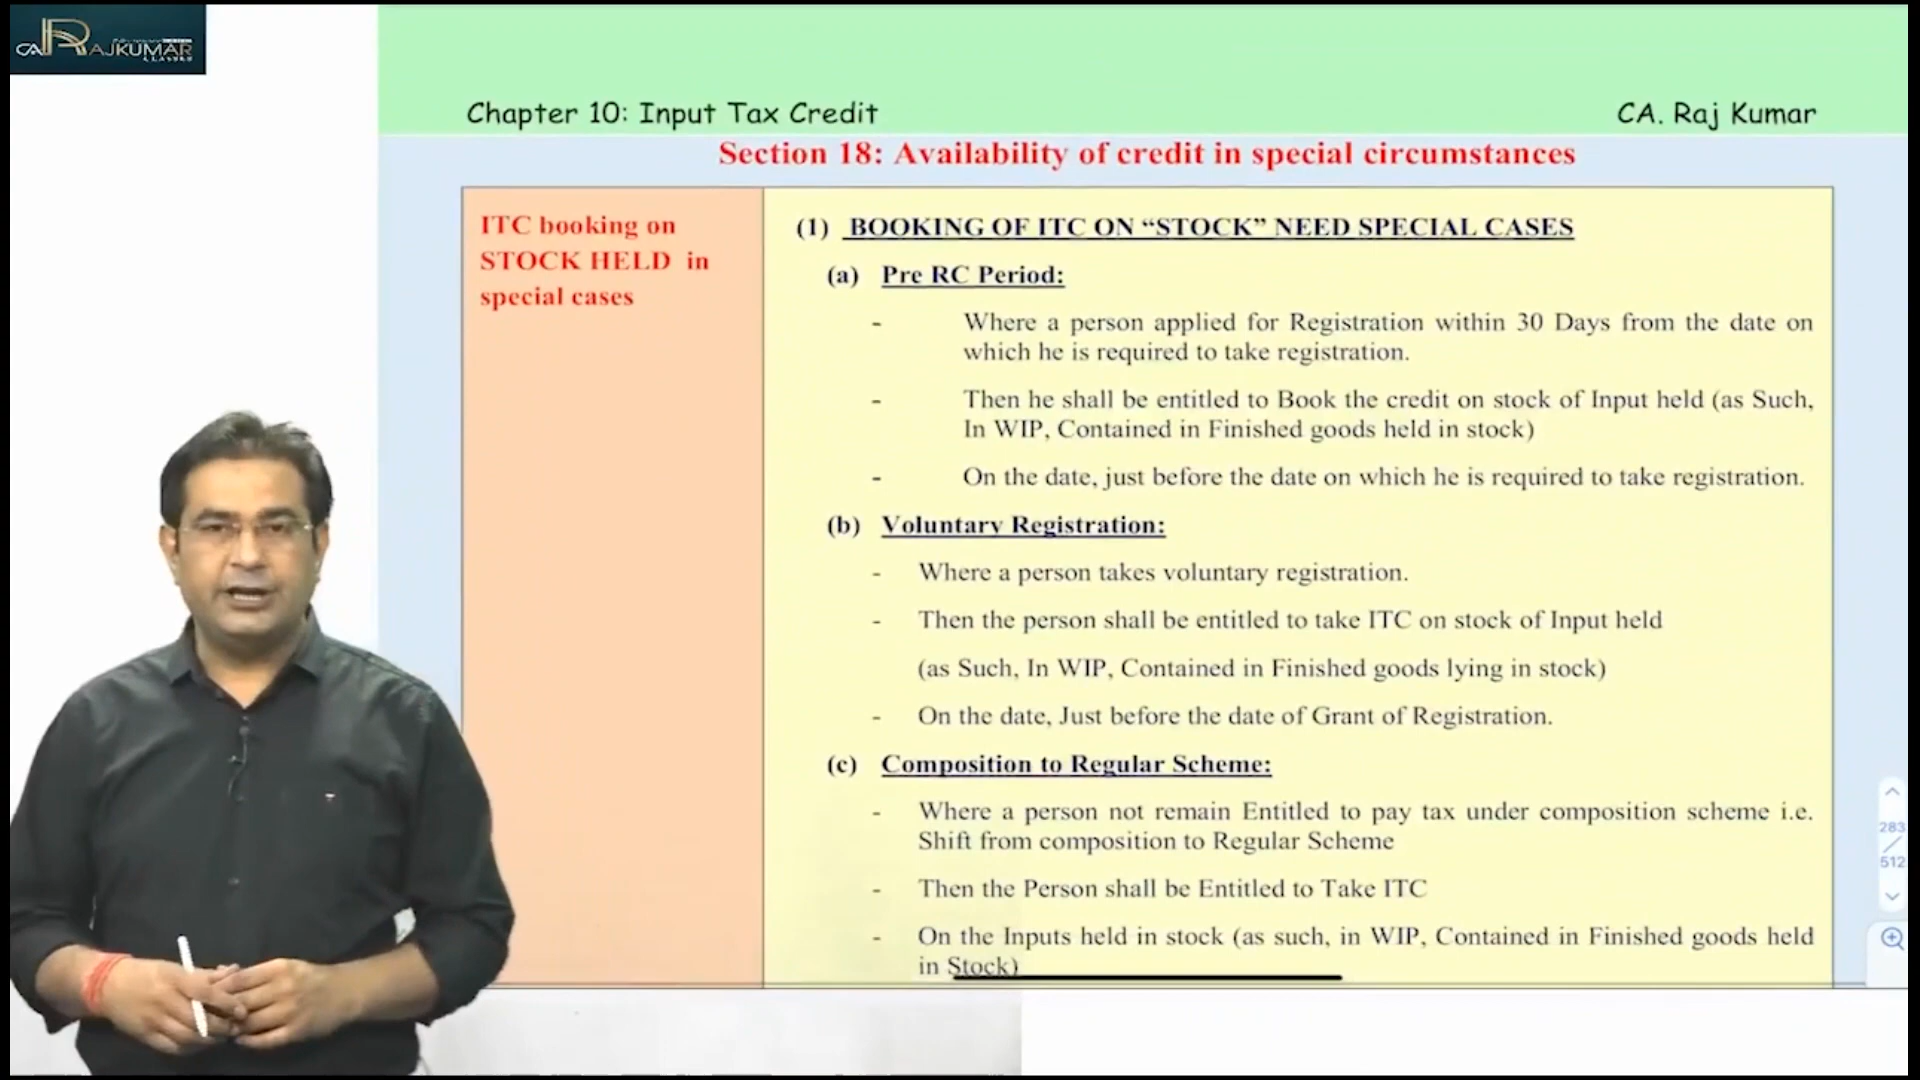 CA RAJKUMAR
CLASSES
Chapter 10: Input Tax Credit
CA. Raj Kumar
Section 18: Availability of credit in special circumstances
ITC booking on
STOCK HELD in
special cases
(1) BOOKING OF ITC ON “STOCK” NEED SPECIAL CASES
(a) Pre RC Period:
- Where a person applied for Registration within 30 Days from the date on
which he is required to take registration.
- Then he shall be entitled to Book the credit on stock of Input held (as Such,
In WIP, Contained in Finished goods held in stock)
- On the date, just before the date on which he is required to take registration.
(b) Voluntary Registration:
- Where a person takes voluntary registration.
- Then the person shall be entitled to take ITC on stock of Input held
(as Such, In WIP, Contained in Finished goods lying in stock)
- On the date, Just before the date of Grant of Registration.
(c) Composition to Regular Scheme:
- Where a person not remain Entitled to pay tax under composition scheme i.e.
Shift from composition to Regular Scheme
- Then the Person shall be Entitled to Take ITC
- On the Inputs held in stock (as such, in WIP, Contained in Finished goods held
in Stock)
283
/
512